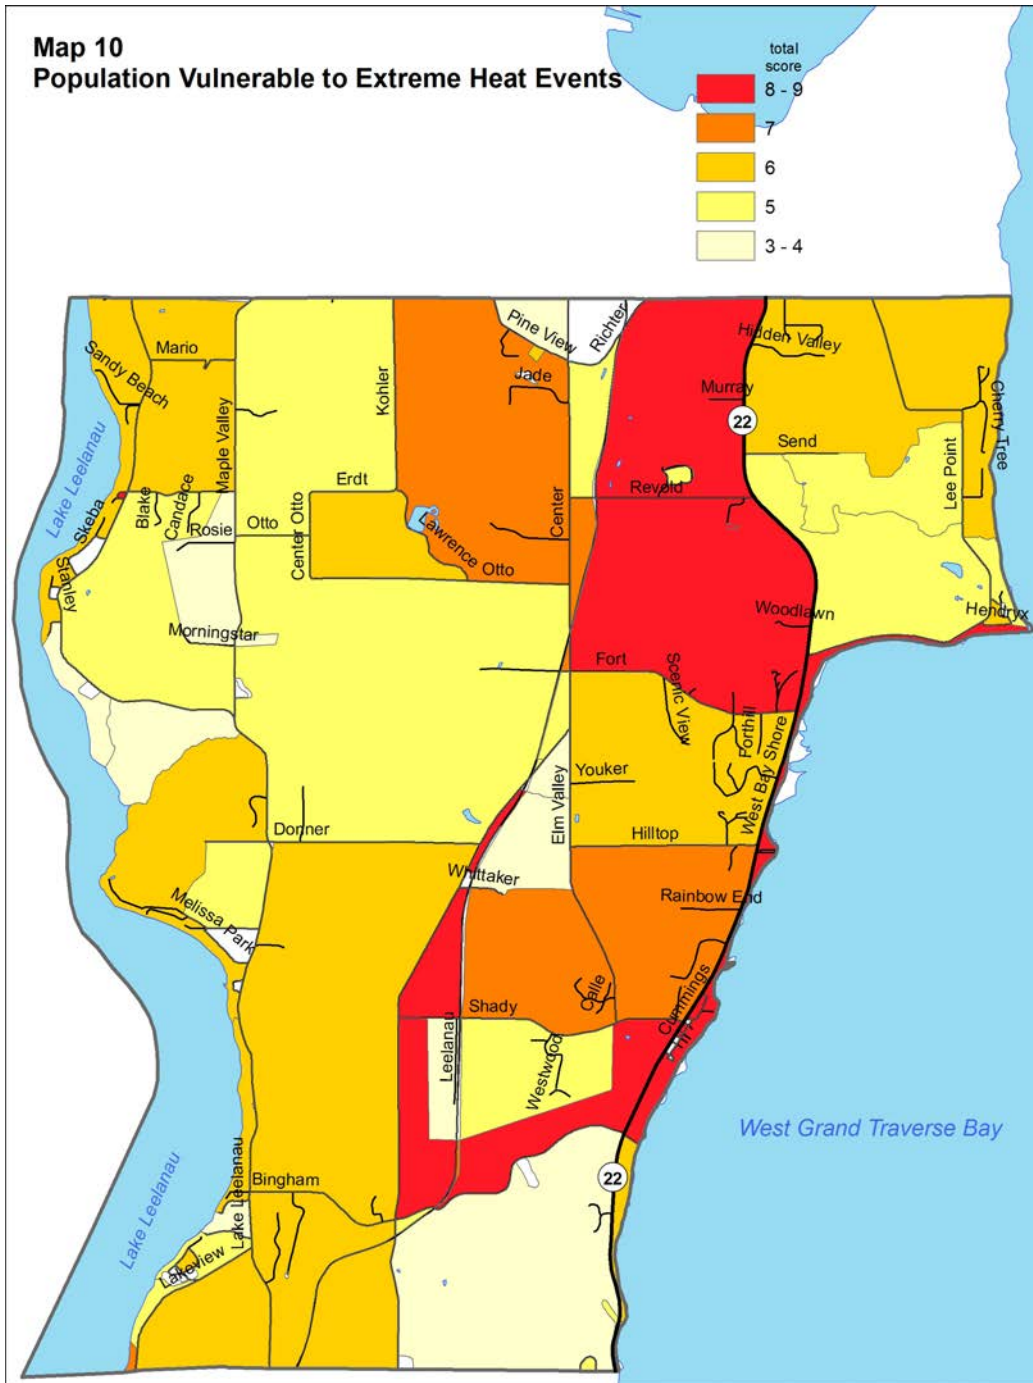 Map 10
Population Vulnerable to Extreme Heat Events
total
score
8 - 9
7
6
5
3 - 4
Pine View
Richter
Hidden Valley
Mario
Sandy Beach
Jade
Kohler
Murray
Cherry Tree
22
Maple Valley
Send
Lake Leelanau
Erdt
Revold
Lee Point
Blake
Candace
Skeba
Rosie
Otto
Center Otto
Lawrence Otto
Center
Stanley
Woodlawn
Hendryx
Morningstar
Fort
Scenic View
Porthill
West Bay Shore
Youker
Elm Valley
Donner
Hilltop
Whittaker
Rainbow End
Melissa Park
Calle
Cummings
Shady
Leelanau
Westwood
West Grand Traverse Bay
Lake Leelanau
Bingham
22
Lake Leelanau
Lakeview